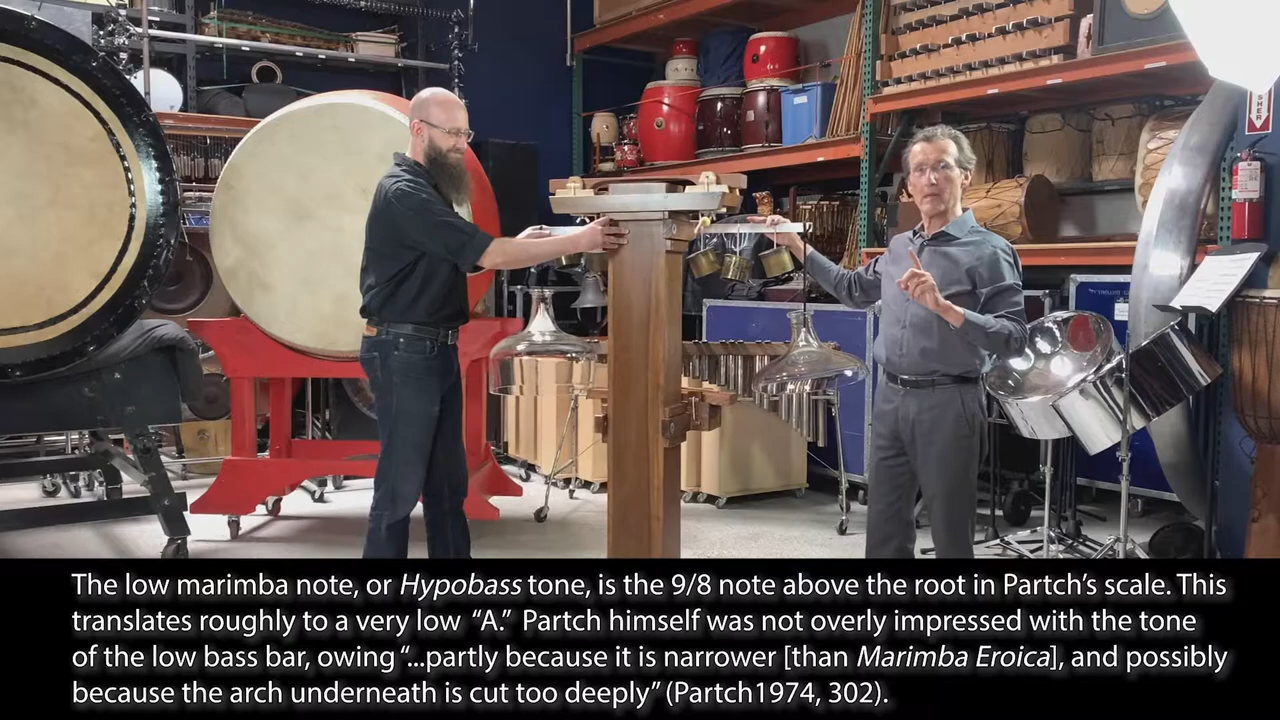 SHER
The low marimba note, or Hypobass tone, is the 9/8 note above the root in Partch's scale. This
translates roughly to a very low "A." Partch himself was not overly impressed with the tone
of the low bass bar, owing "...partly because it is narrower [than Marimba Eroica], and possibly
because the arch underneath is cut too deeply" (Partch1974, 302).